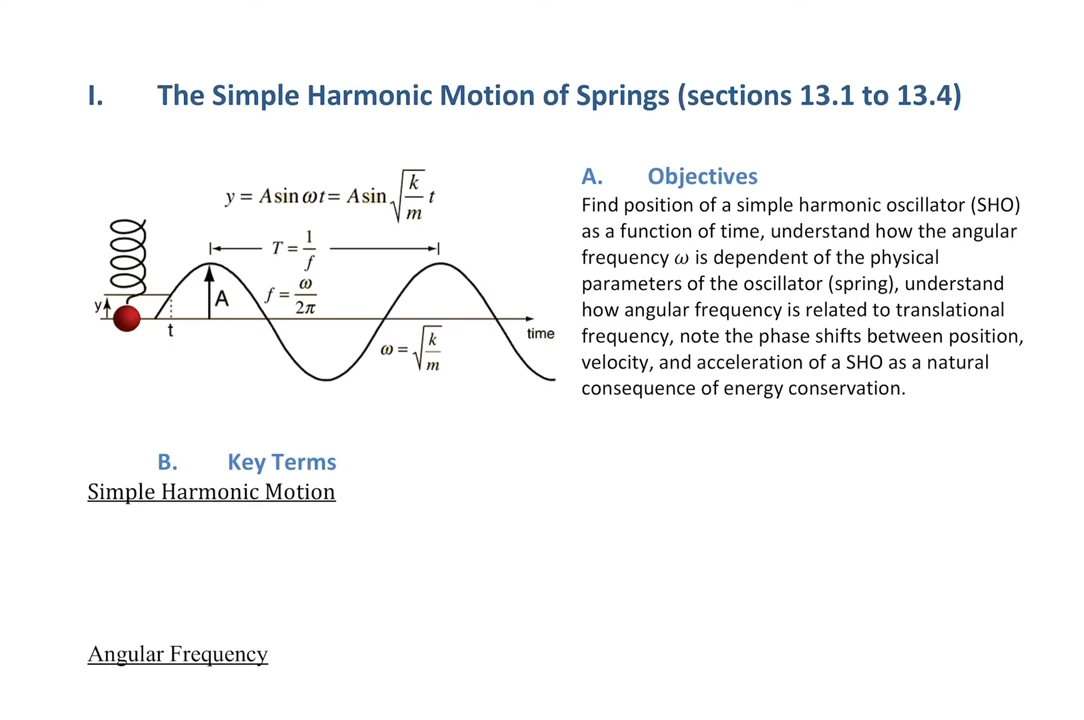 I. The Simple Harmonic Motion of Springs (sections 13.1 to 13.4)
y = A sin ωt = A sin √(k/m) t
T = 1/f
f = ω/2π
A
y
t
ω = √(k/m)
time
A. Objectives
Find position of a simple harmonic oscillator (SHO)
as a function of time, understand how the angular
frequency ω is dependent of the physical
parameters of the oscillator (spring), understand
how angular frequency is related to translational
frequency, note the phase shifts between position,
velocity, and acceleration of a SHO as a natural
consequence of energy conservation.
B. Key Terms
Simple Harmonic Motion
Angular Frequency